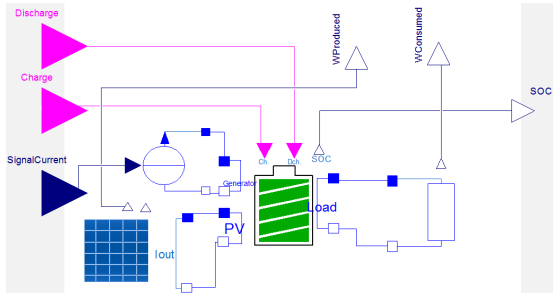 Discharge
WProduced
WConsumed
Charge
SOC
SignalCurrent
Ch.
Dch.
SOC
Generator
Load
PV
Iout